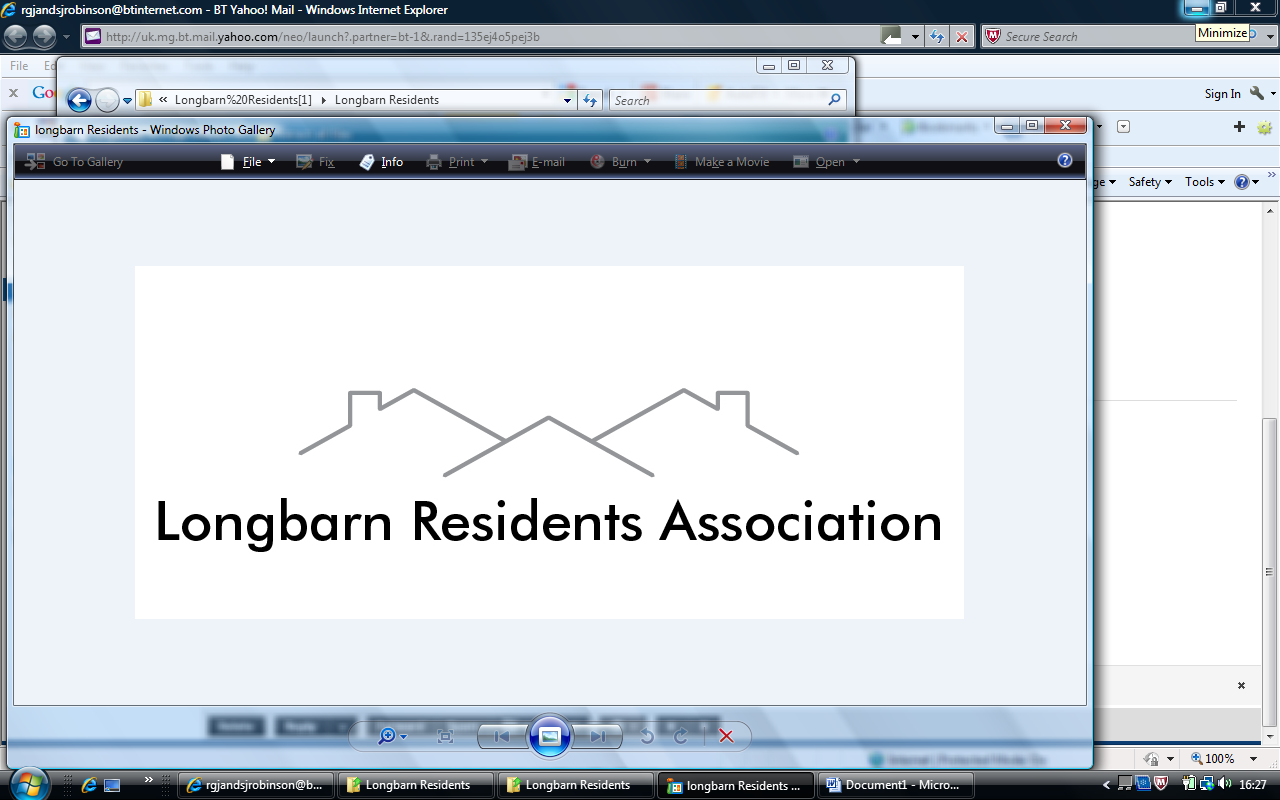 rgjandsjrobinson@btinternet.com - BT Yahoo! Mail - Windows Internet Explorer
http://uk.mg.bt.mail.yahoo.com/neo/launch?.partner=bt-1&.rand=135ej4o5pej3b
Secure Search
Minimize
File
Longbarn%20Residents[1] Longbarn Residents
Search
Sign In
longbarn Residents - Windows Photo Gallery
Go To Gallery File Fix Info Print E-mail Burn Make a Movie Open
Safety Tools
Longbarn Residents Association
100%
rgjandsjrobinson@b...
Longbarn Residents
Longbarn Residents
longbarn Residents ...
Document1 - Micro...
16:27